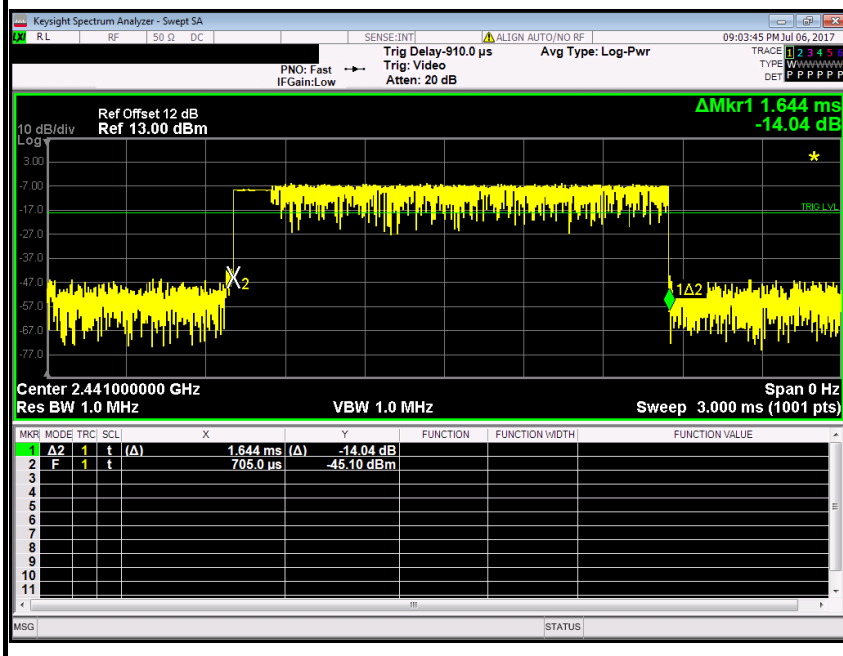 Keysight Spectrum Analyzer - Swept SA
LXI RL RF 50 Ω DC SENSE:INT ALIGN AUTO/NO RF 09:03:45 PM Jul 06, 2017
Trig Delay-910.0 µs Avg Type: Log-Pwr TRACE 1 2 3 4 5 6
PNO: Fast Trig: Video TYPE WWWWWW
IFGain:Low Atten: 20 dB DET P P P P P
ΔMkr1 1.644 ms
-14.04 dB
Ref Offset 12 dB
10 dB/div Ref 13.00 dBm
Log
3.00
-7.00
-17.0
TRIG LVL
-27.0
-37.0
-47.0
2
1Δ2
-57.0
-67.0
-77.0
Center 2.441000000 GHz Span 0 Hz
Res BW 1.0 MHz VBW 1.0 MHz Sweep 3.000 ms (1001 pts)
MKR MODE TRC SCL X Y FUNCTION FUNCTION WIDTH FUNCTION VALUE
1 Δ2 1 t (Δ) 1.644 ms (Δ) -14.04 dB
2 F 1 t 705.0 µs -45.10 dBm
3
4
5
6
7
8
9
10
11
MSG STATUS